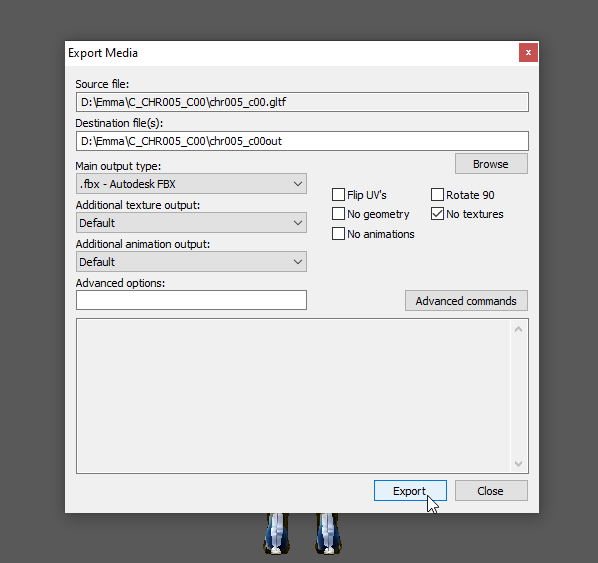 Export Media
Source file:
D:\Emma\C_CHR005_C00\chr005_c00.gltf
Destination file(s):
D:\Emma\C_CHR005_C00\chr005_c00out
Browse
Main output type:
.fbx - Autodesk FBX
Flip UV's
Rotate 90
Additional texture output:
Default
No geometry
No textures
No animations
Additional animation output:
Default
Advanced options:
Advanced commands
Export
Close